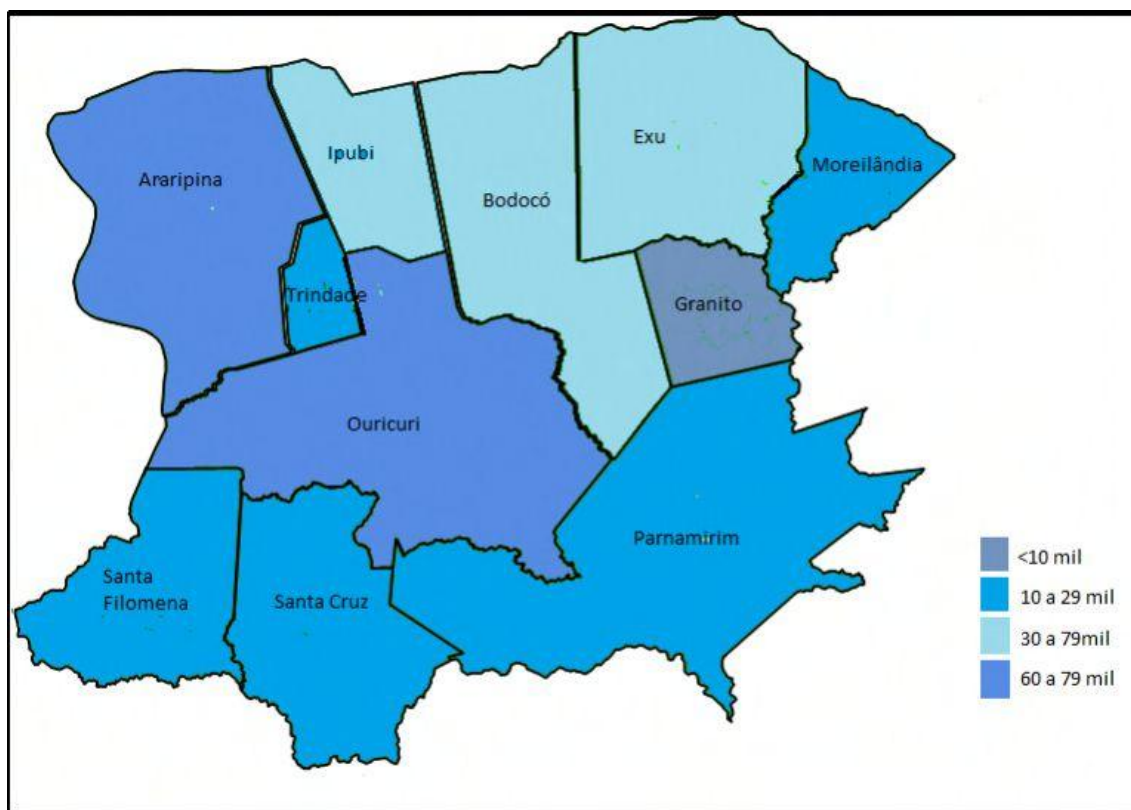 Exu
Ipubi
Moreilândia
Araripina
Bodocó
Trindade
Granito
Ouricuri
Parnamirim
Santa
Filomena
Santa Cruz
<10 mil
10 a 29 mil
30 a 79mil
60 a 79 mil